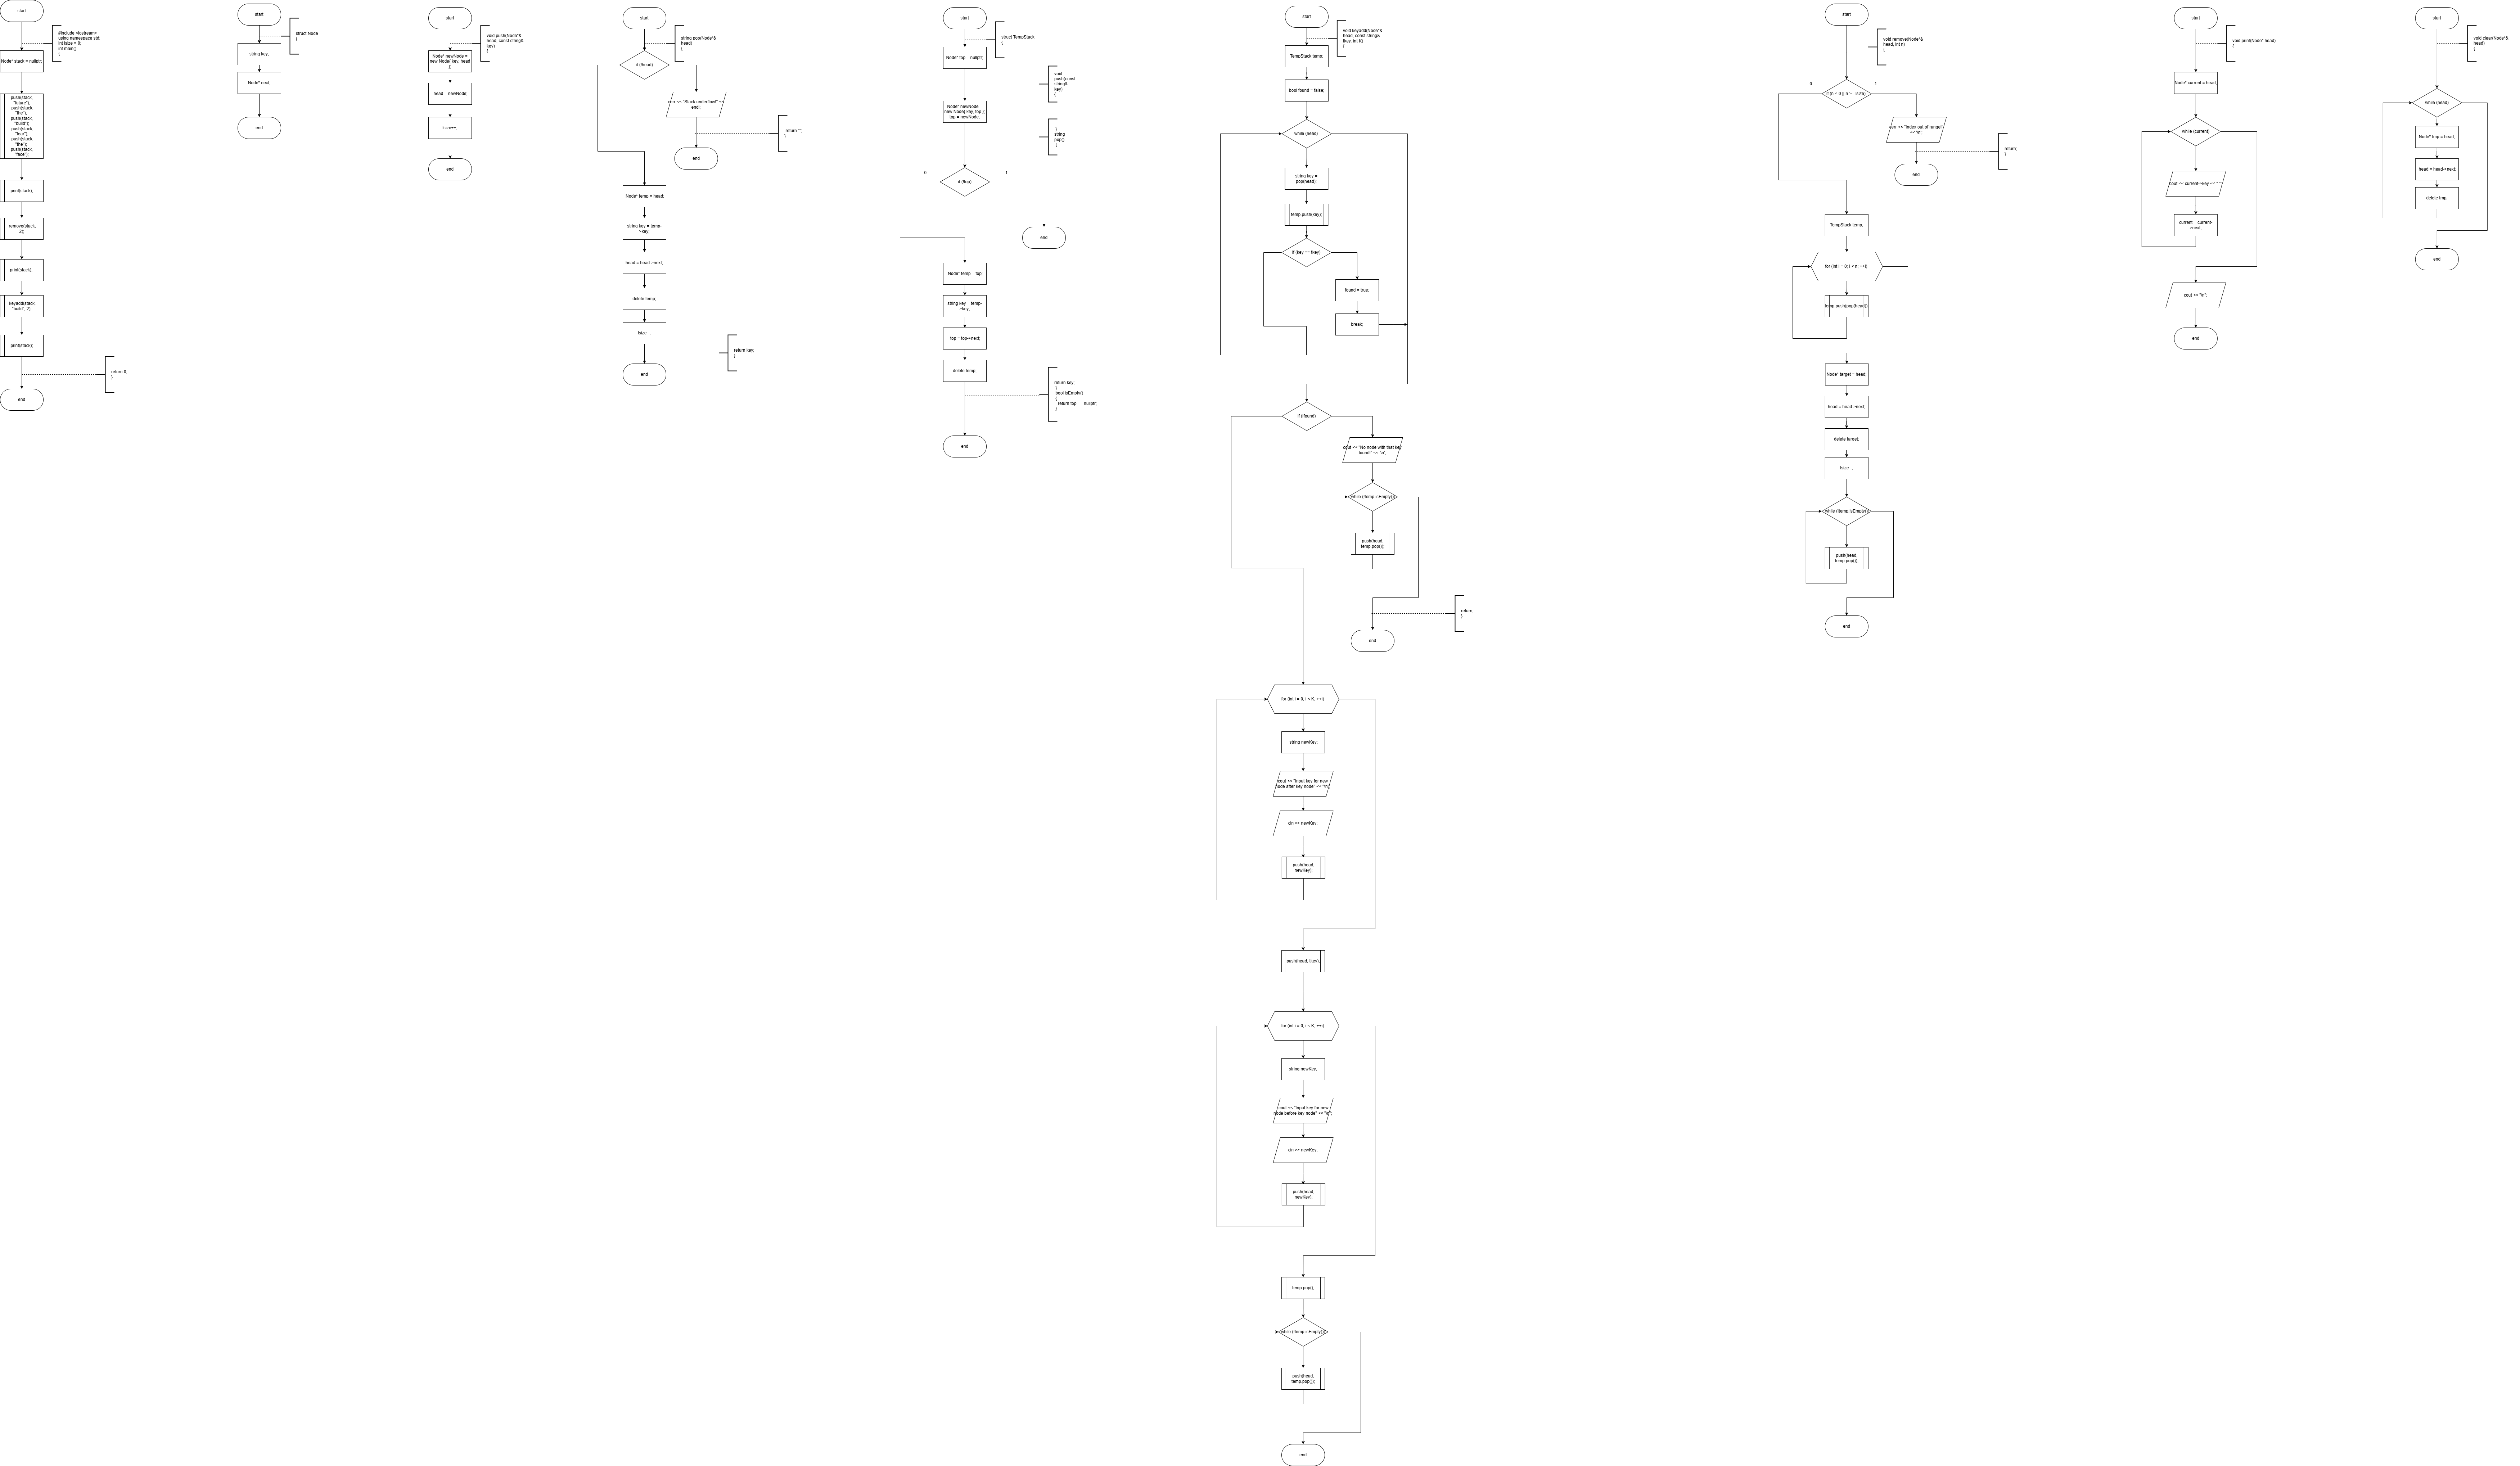 start
#include <iostream>
using namespace std;
int lsize = 0;
int main()
{
Node* stack = nullptr;
push(stack,
"future");
push(stack,
"the");
push(stack,
"build");
push(stack,
"fear");
push(stack,
"the");
push(stack,
"face");
print(stack);
remove(stack,
2);
print(stack);
keyadd(stack,
"build", 2);
print(stack);
return 0;
}
end
start
struct Node
{
string key;
Node* next;
end
start
void push(Node*&
head, const string&
key)
{
Node* newNode =
new Node{ key, head
};
head = newNode;
lsize++;
end
start
string pop(Node*&
head)
{
if (!head)
cerr << "Stack underflow!" <<
endl;
return "";
}
end
Node* temp = head;
string key = temp-
>key;
head = head->next;
delete temp;
lsize--;
return key;
}
end
start
struct TempStack
{
Node* top = nullptr;
void
push(const
string&
key)
{
Node* newNode =
new Node{ key, top };
top = newNode;
}
string
pop()
{
0
1
if (!top)
end
Node* temp = top;
string key = temp-
>key;
top = top->next;
delete temp;
return key;
}
bool isEmpty()
{
return top == nullptr;
}
end
start
void keyadd(Node*&
head, const string&
fkey, int K)
{
TempStack temp;
bool found = false;
while (head)
string key =
pop(head);
temp.push(key);
if (key == fkey)
found = true;
break;
if (!found)
cout << "No node with that key
found!" << '\n';
while (!temp.isEmpty())
push(head,
temp.pop());
return;
}
end
for (int i = 0; i < K; ++i)
string newKey;
cout << "Input key for new
node after key node" << "\n";
cin >> newKey;
push(head,
newKey);
push(head, fkey);
for (int i = 0; i < K; ++i)
string newKey;
cout << "Input key for new
node before key node" << "\n";
cin >> newKey;
push(head,
newKey);
temp.pop();
while (!temp.isEmpty())
push(head,
temp.pop());
end
start
void remove(Node*&
head, int n)
{
0
1
if (n < 0 || n >= lsize)
cerr << "Index out of range!"
<< '\n';
return;
}
end
TempStack temp;
for (int i = 0; i < n; ++i)
temp.push(pop(head));
Node* target = head;
head = head->next;
delete target;
lsize--;
while (!temp.isEmpty())
push(head,
temp.pop());
end
start
void print(Node* head)
{
Node* current = head;
while (current)
cout << current->key << " ";
current = current-
>next;
cout << "\n";
end
start
void clear(Node*&
head)
{
while (head)
Node* tmp = head;
head = head->next;
delete tmp;
end